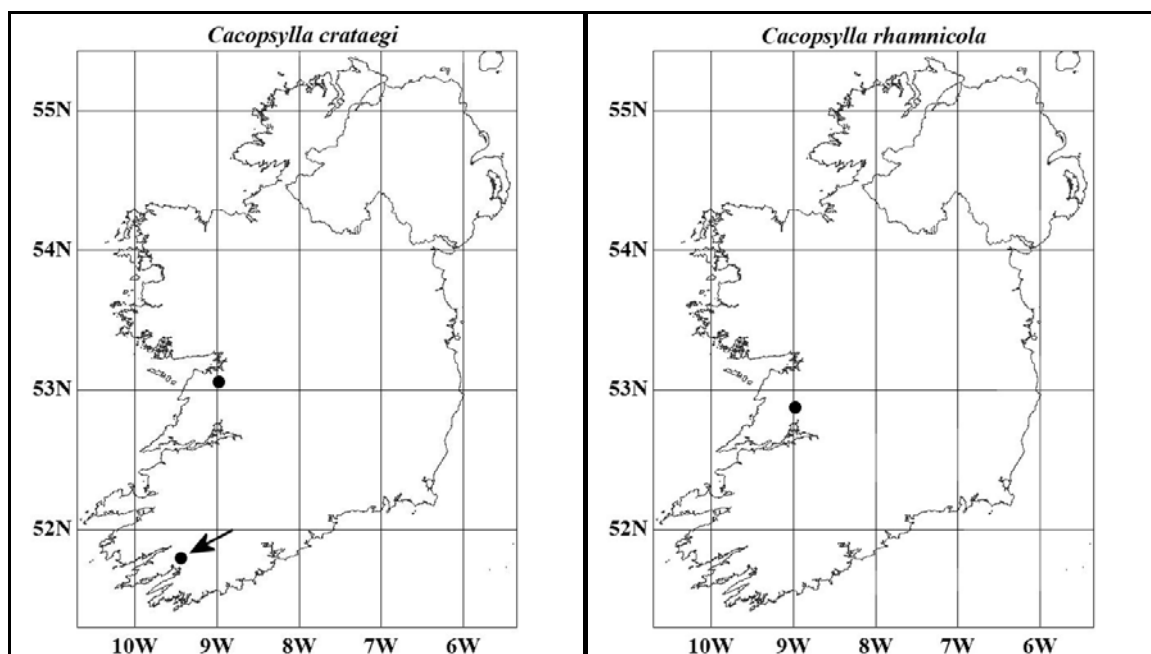 Cacopsylla crataegi
55N
54N
53N
52N
10W 9W 8W 7W 6W
Cacopsylla rhamnicola
55N
54N
53N
52N
10W 9W 8W 7W 6W